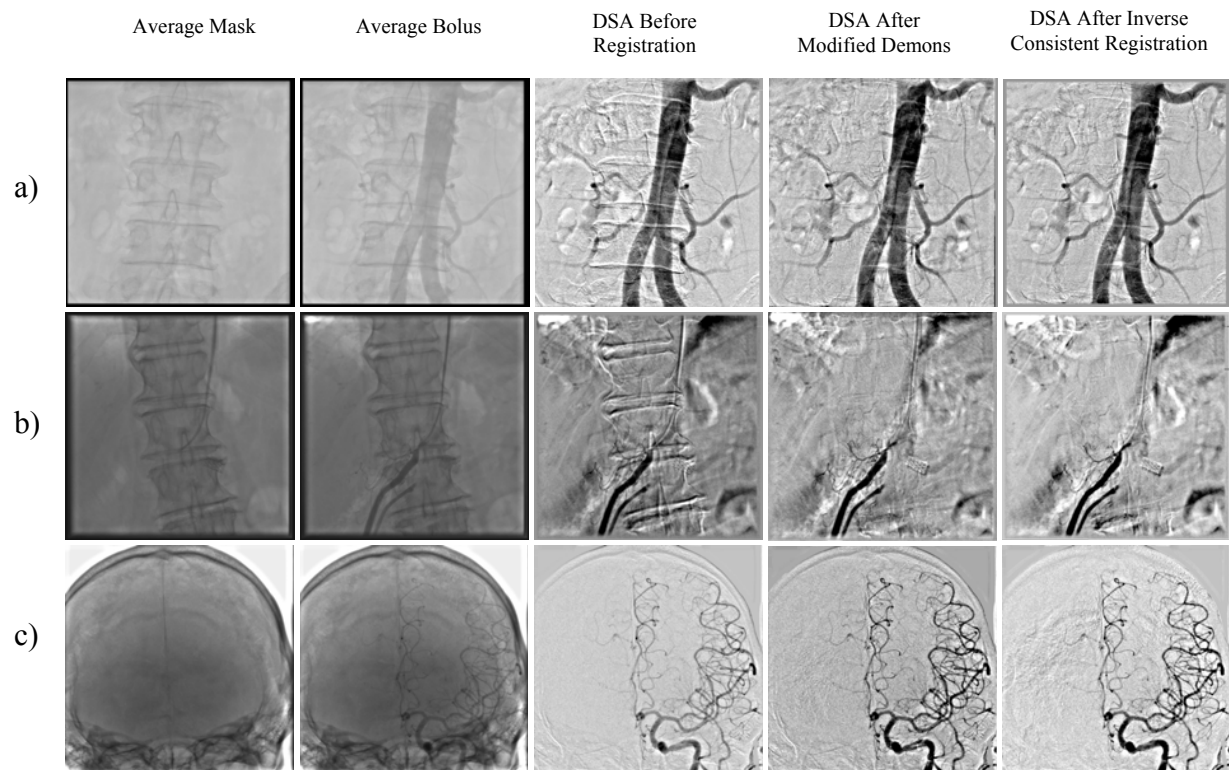 Average Mask
Average Bolus
DSA Before
Registration
DSA After
Modified Demons
DSA After Inverse
Consistent Registration
a)
b)
c)